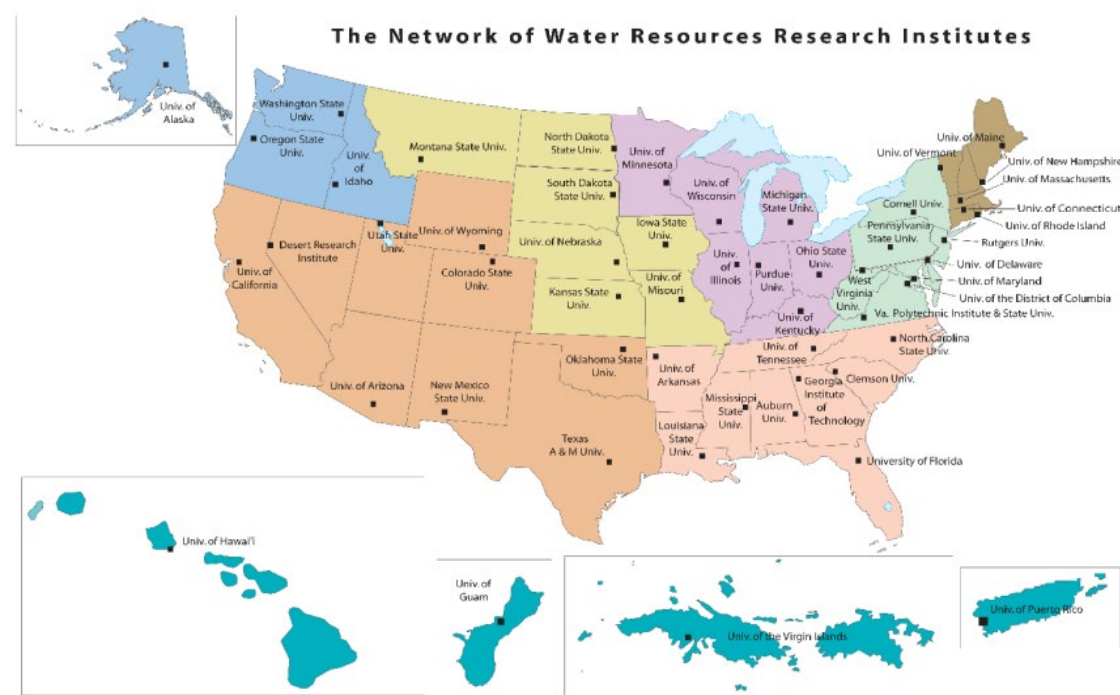 The Network of Water Resources Research Institutes
Univ. of
Alaska
Washington State
Univ.
Oregon State
Univ.
Univ.
of
Idaho
Montana State Univ.
North Dakota
State Univ.
South Dakota
State Univ.
Univ. of
Minnesota
Univ. of
Wisconsin
Michigan
State Univ.
Univ. of Maine
Univ. of Vermont
Univ. of New Hampshire
Univ. of Massachusetts
Univ. of Connecticut
Univ. of Rhode Island
Cornell Univ.
Pennsylvania
State Univ.
Rutgers Univ.
Univ. of Delaware
Univ. of Maryland
Univ. of the District of Columbia
West
Virginia
Univ.
Va. Polytechnic Institute & State Univ.
Utah State
Univ.
Univ. of Wyoming
Desert Research
Institute
Univ. of
California
Colorado State
Univ.
Univ. of Nebraska
Iowa State
Univ.
Kansas State
Univ.
Univ. of
Misouri
Univ.
of
Illinois
Purdue
Univ.
Ohio State
Univ.
Univ. of
Kentucky
Univ. of
Tennessee
North Carolina
State Univ.
Oklahoma State
Univ.
Univ. of
Arkansas
Univ. of Arizona
New Mexico
State Univ.
Mississippi
State
Univ.
Auburn
Univ.
Georgia
Institute
of
Technology
Clemson Univ.
Louisiana
State
Univ.
Texas
A & M Univ.
University of Florida
Univ. of Hawai'i
Univ. of
Guam
Univ. of the Virgin Islands
Univ. of Puerto Rico